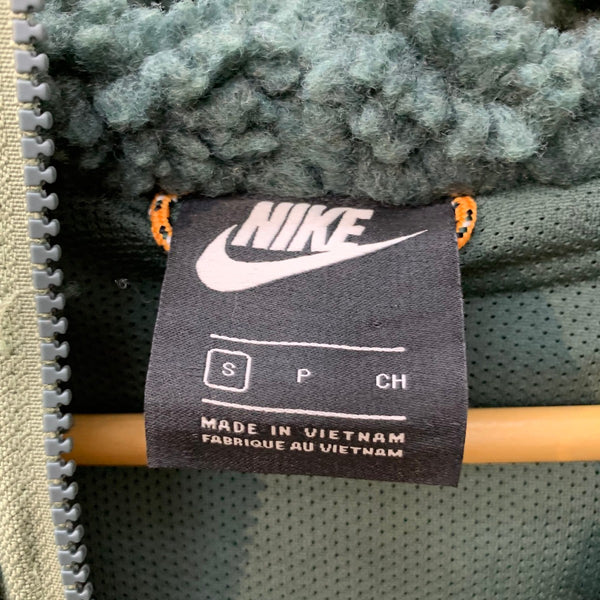 NIKE
S P CH
MADE IN VIETNAM
FABRIQUE AU VIETNAM